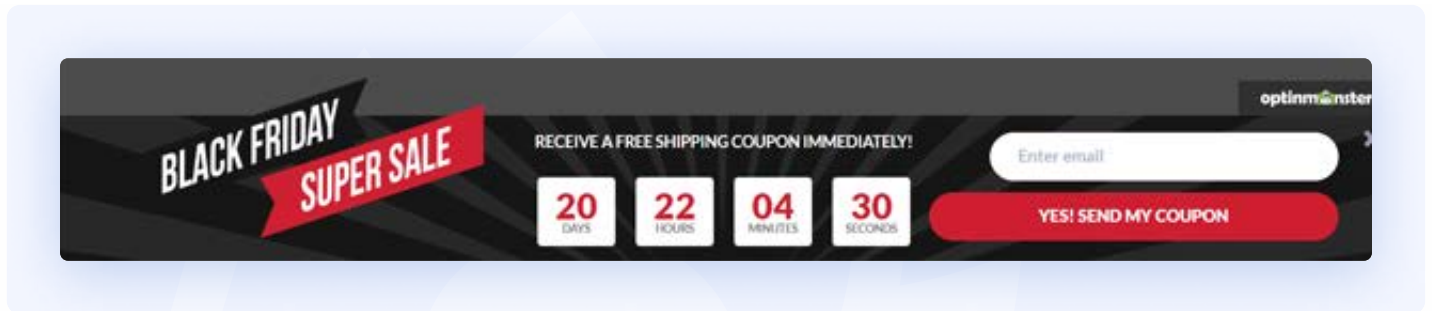 optinmonster
BLACK FRIDAY
SUPER SALE
RECEIVE A FREE SHIPPING COUPON IMMEDIATELY!
20 22 04 30
DAYS HOURS MINUTES SECONDS
Enter email
YES! SEND MY COUPON